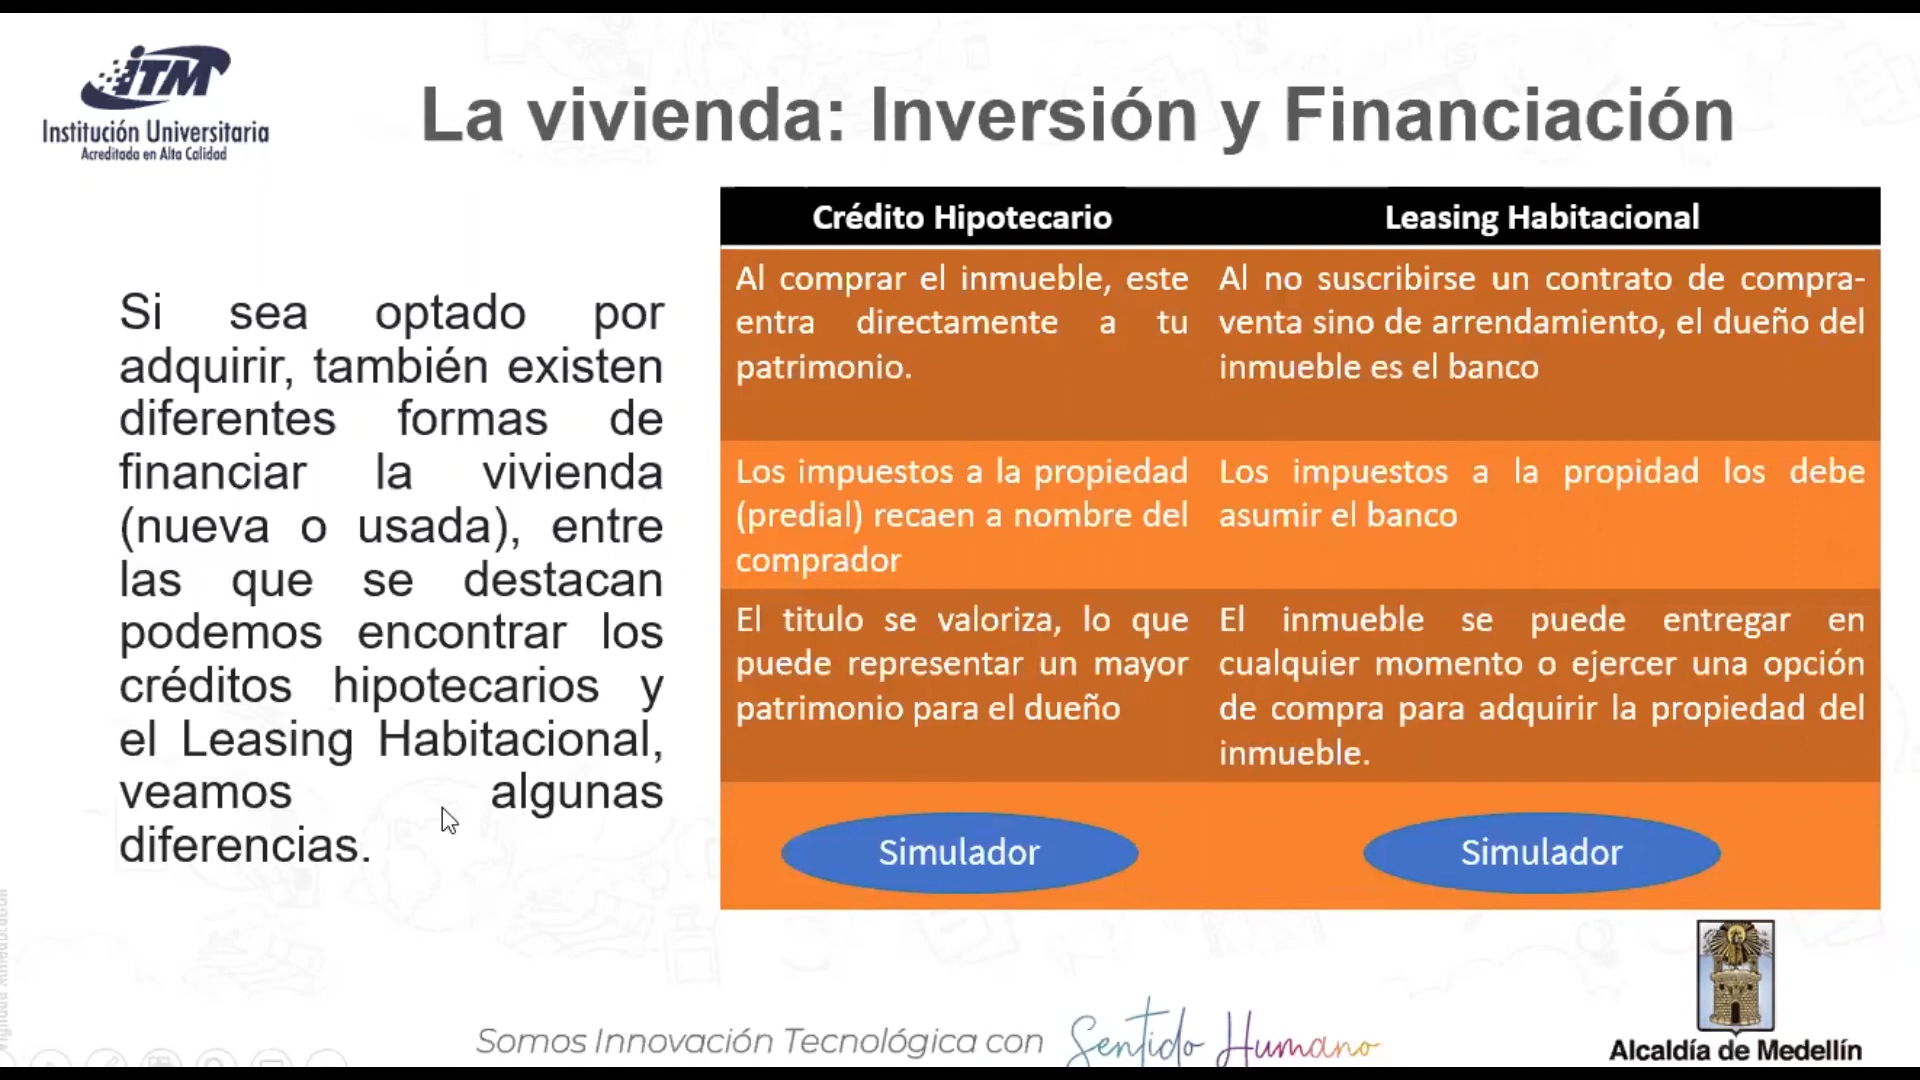 ITM
Institución Universitaria
Acreditada en Alta Calidad
La vivienda: Inversión y Financiación
Si sea optado por
adquirir, también existen
diferentes formas de
financiar la vivienda
(nueva o usada), entre
las que se destacan
podemos encontrar los
créditos hipotecarios y
el Leasing Habitacional,
veamos algunas
diferencias.
Crédito Hipotecario
Leasing Habitacional
Al comprar el inmueble, este
entra directamente a tu
patrimonio.
Al no suscribirse un contrato de compra-
venta sino de arrendamiento, el dueño del
inmueble es el banco
Los impuestos a la propiedad
(predial) recaen a nombre del
comprador
Los impuestos a la propidad los debe
asumir el banco
El titulo se valoriza, lo que
puede representar un mayor
patrimonio para el dueño
El inmueble se puede entregar en
cualquier momento o ejercer una opción
de compra para adquirir la propiedad del
inmueble.
Simulador
Simulador
Somos Innovación Tecnológica con Sentido Humano
Alcaldía de Medellín